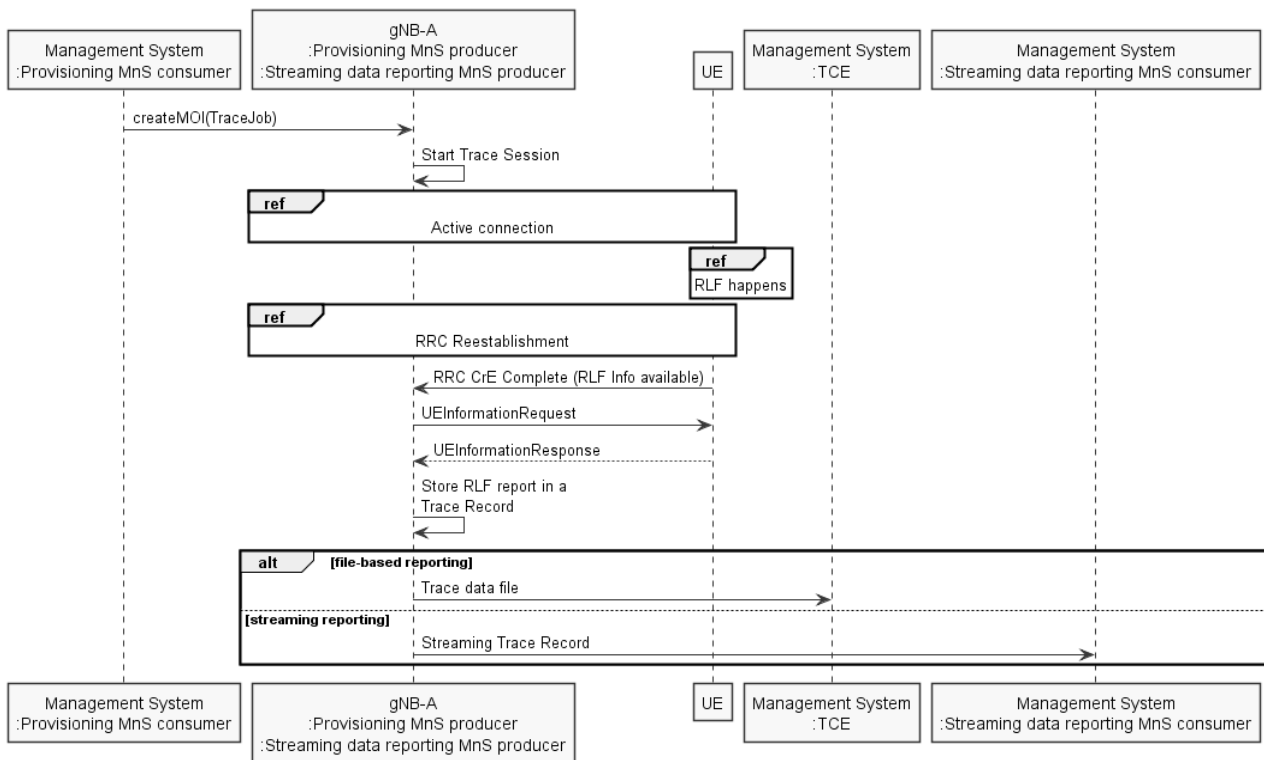 Management System
:Provisioning MnS consumer
gNB-A
:Provisioning MnS producer
:Streaming data reporting MnS producer
UE
Management System
:TCE
Management System
:Streaming data reporting MnS consumer
createMOI(TraceJob)
Start Trace Session
ref
Active connection
ref
RLF happens
ref
RRC Reestablishment
RRC CrE Complete (RLF Info available)
UEInformationRequest
UEInformationResponse
Store RLF report in a
Trace Record
alt [file-based reporting]
Trace data file
[streaming reporting]
Streaming Trace Record
Management System
:Provisioning MnS consumer
gNB-A
:Provisioning MnS producer
:Streaming data reporting MnS producer
UE
Management System
:TCE
Management System
:Streaming data reporting MnS consumer